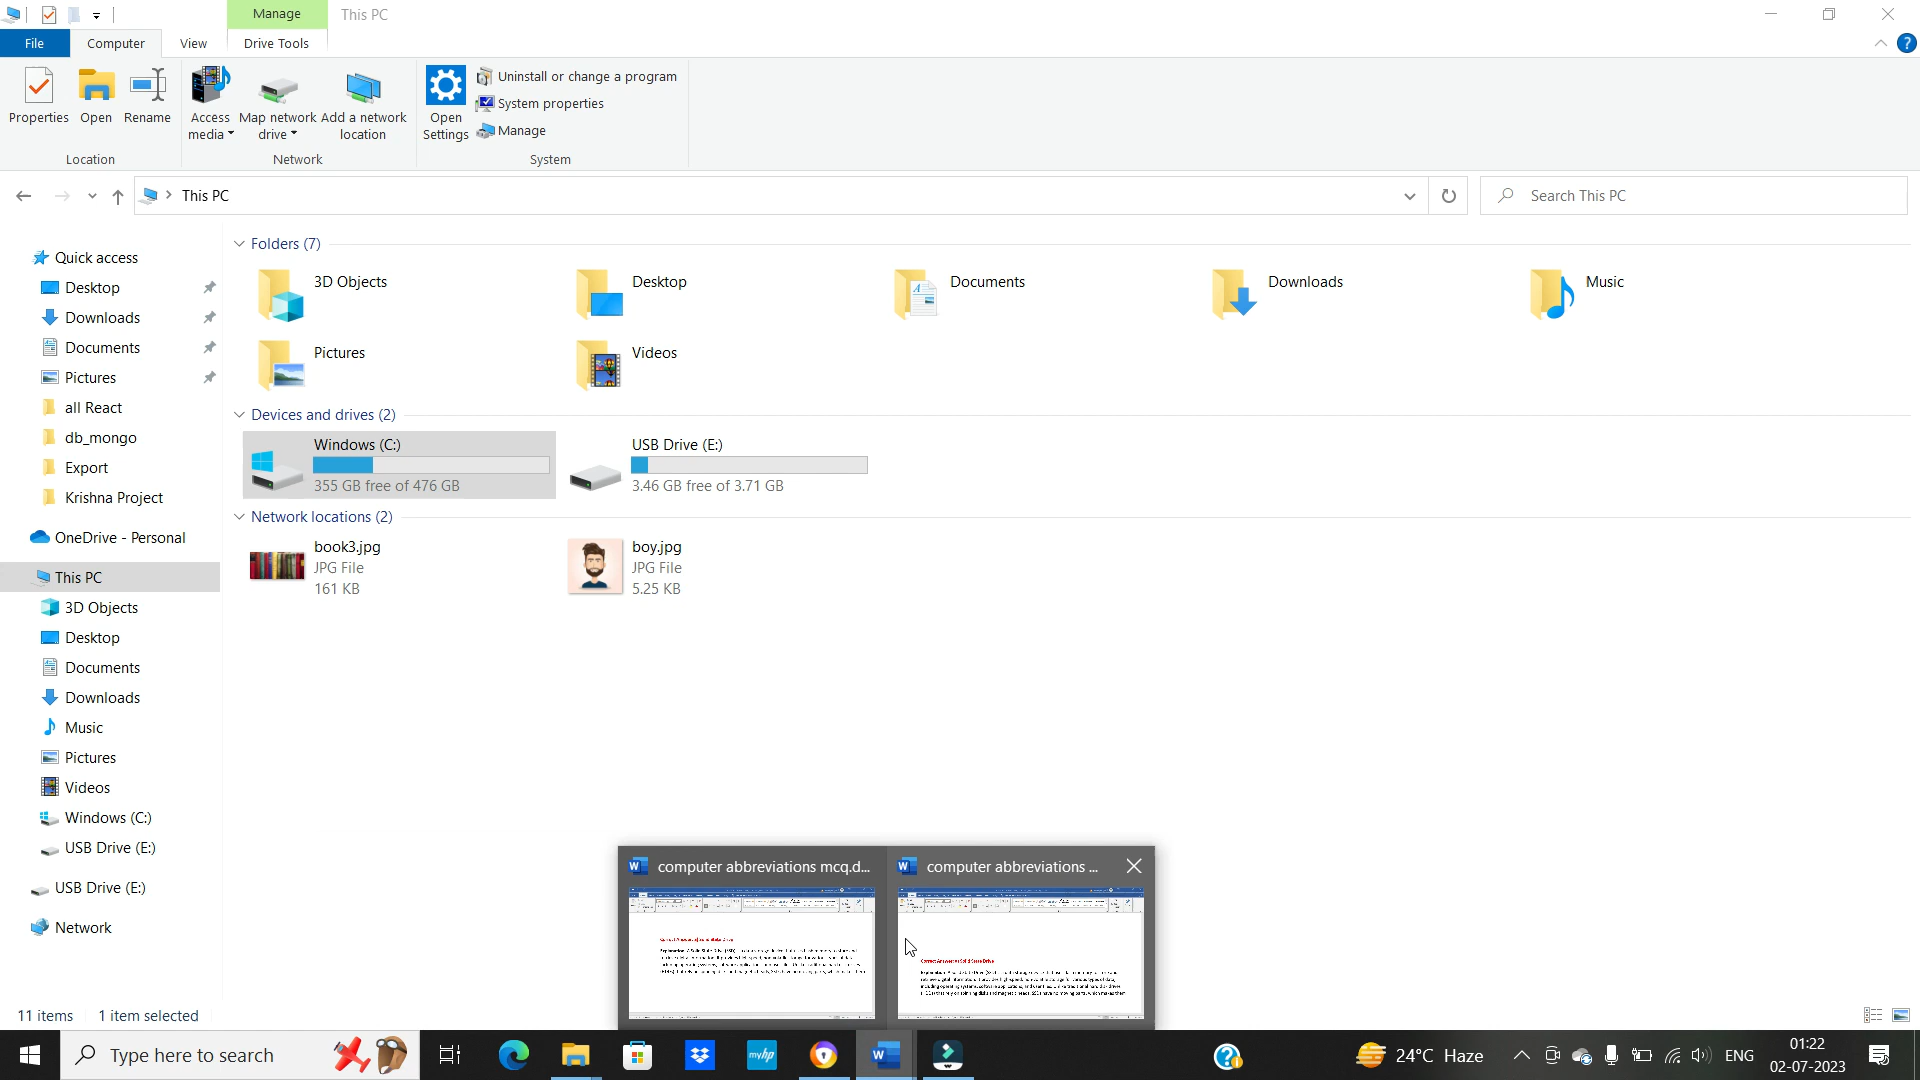 Manage This PC
File Computer View Drive Tools
Properties Open Rename Access media Map network drive Add a network location Open Settings
Uninstall or change a program
System properties
Manage
Location Network System
This PC Search This PC
Quick access
Desktop
Downloads
Documents
Pictures
all React
db_mongo
Export
Krishna Project
OneDrive - Personal
This PC
3D Objects
Desktop
Documents
Downloads
Music
Pictures
Videos
Windows (C:)
USB Drive (E:)
USB Drive (E:)
Network
Folders (7)
3D Objects Desktop Documents Downloads Music
Pictures Videos
Devices and drives (2)
Windows (C:) USB Drive (E:)
355 GB free of 476 GB 3.46 GB free of 3.71 GB
Network locations (2)
book3.jpg boy.jpg
JPG File JPG File
161 KB 5.25 KB
computer abbreviations mcq.d... computer abbreviations ...
11 items 1 item selected
Type here to search myhp 24°C Haze ENG 01:22
02-07-2023